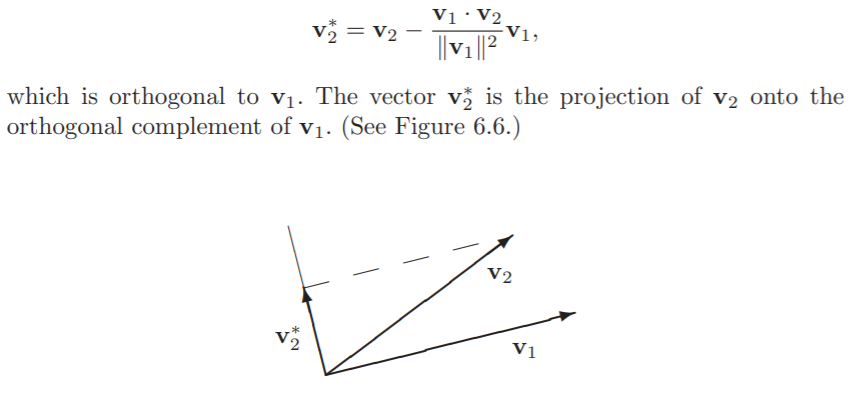 v₂* = v₂ − (v₁ · v₂ / ‖v₁‖²) v₁,
which is orthogonal to v₁. The vector v₂* is the projection of v₂ onto the
orthogonal complement of v₁. (See Figure 6.6.)
v₂
v₂*
v₁